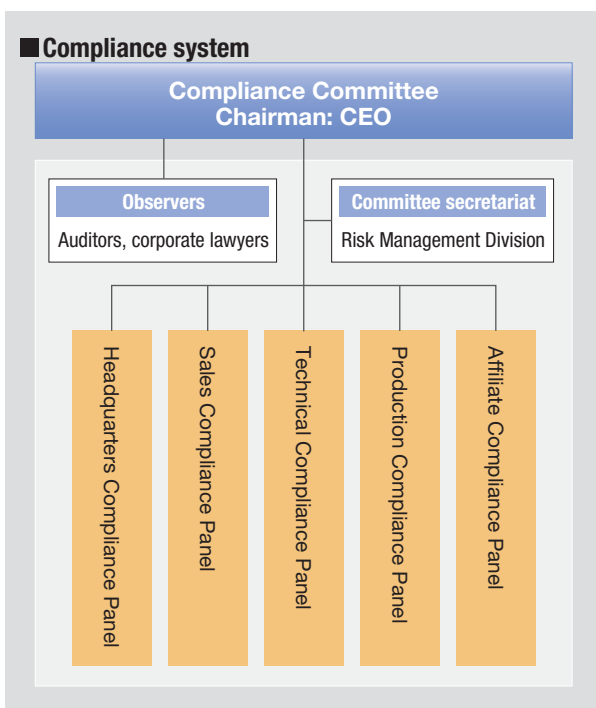 ■Compliance system
Compliance Committee
Chairman: CEO
Observers
Auditors, corporate lawyers
Committee secretariat
Risk Management Division
Headquarters Compliance Panel
Sales Compliance Panel
Technical Compliance Panel
Production Compliance Panel
Affiliate Compliance Panel